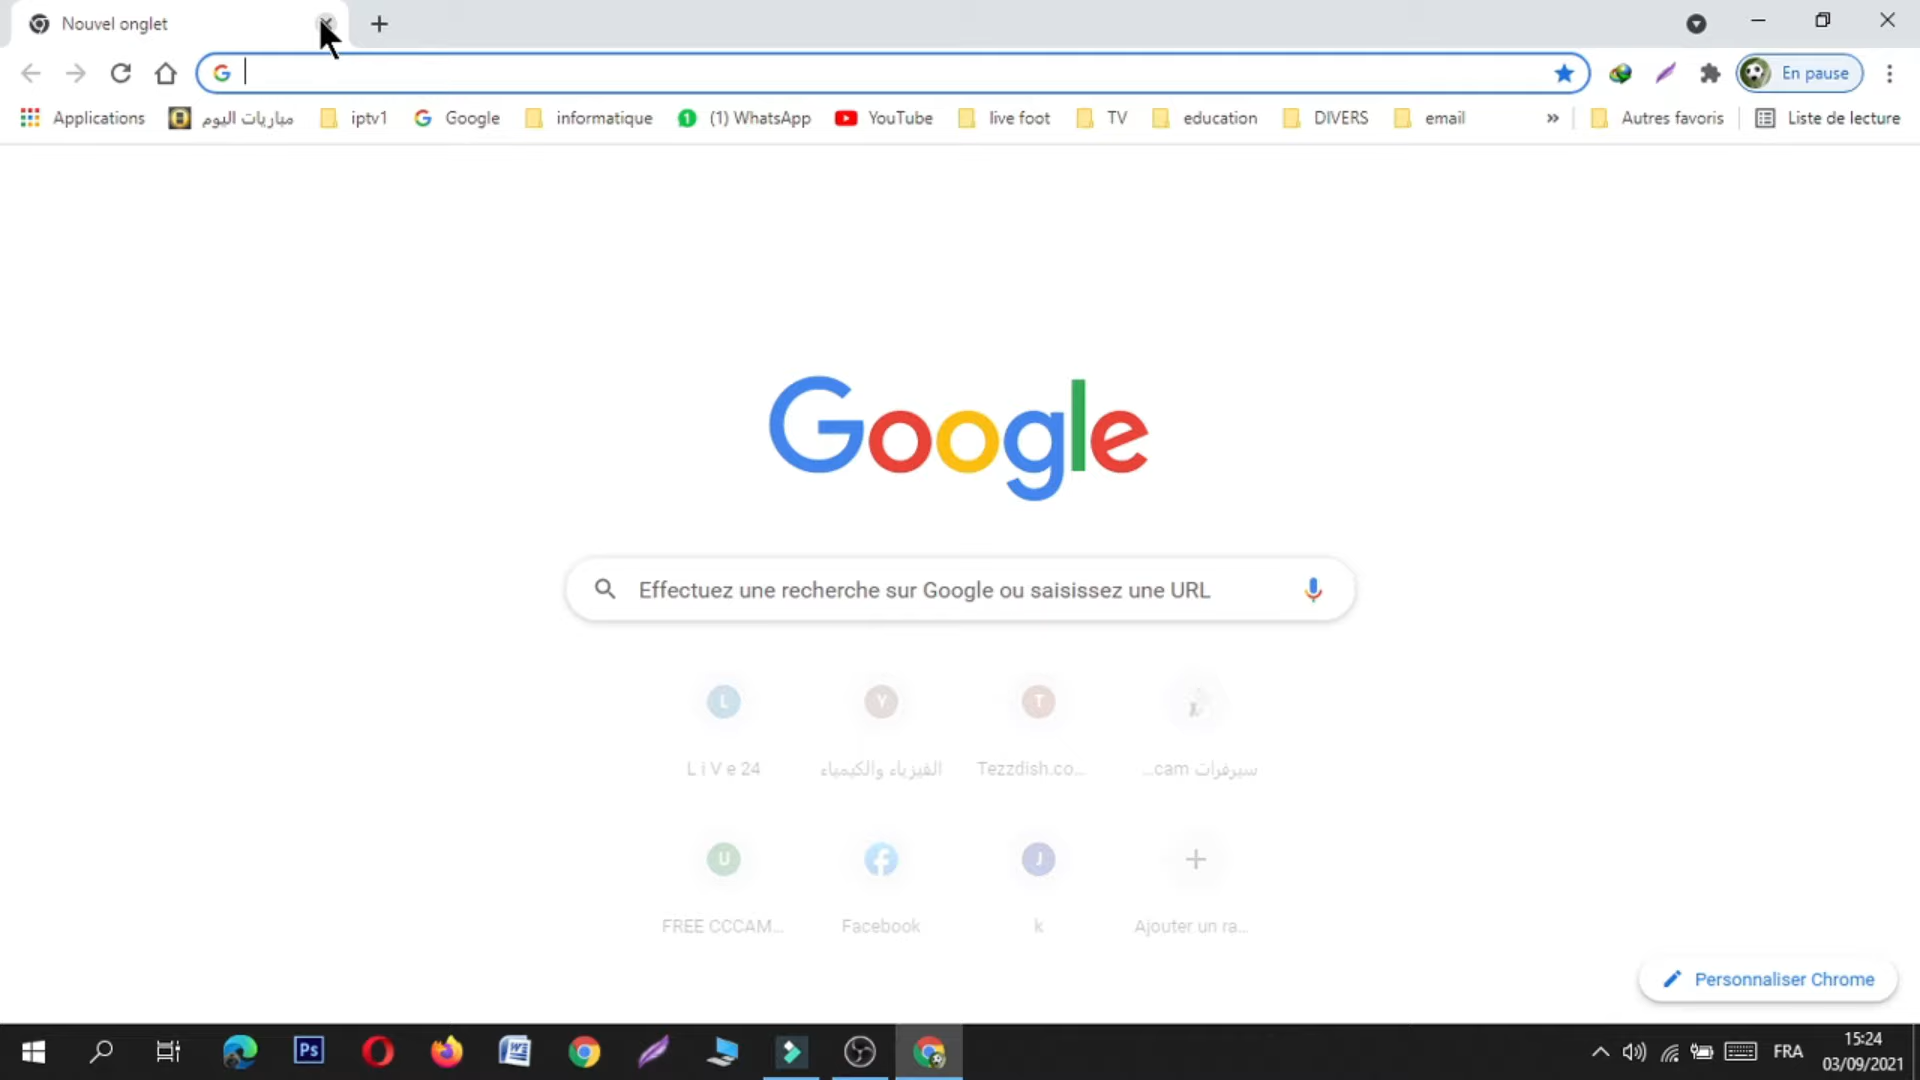 Nouvel onglet
En pause
Applications مباريات اليوم iptv1 Google informatique (1) WhatsApp YouTube live foot TV education DIVERS email » Autres favoris Liste de lecture
Google
Effectuez une recherche sur Google ou saisissez une URL
L Y T
L i V e 24 الفيزياء والكيمياء Tezzdish.co... سيرفرات cam...
U J
FREE CCCAM... Facebook k Ajouter un ra...
Personnaliser Chrome
Ps FRA 15:24
03/09/2021